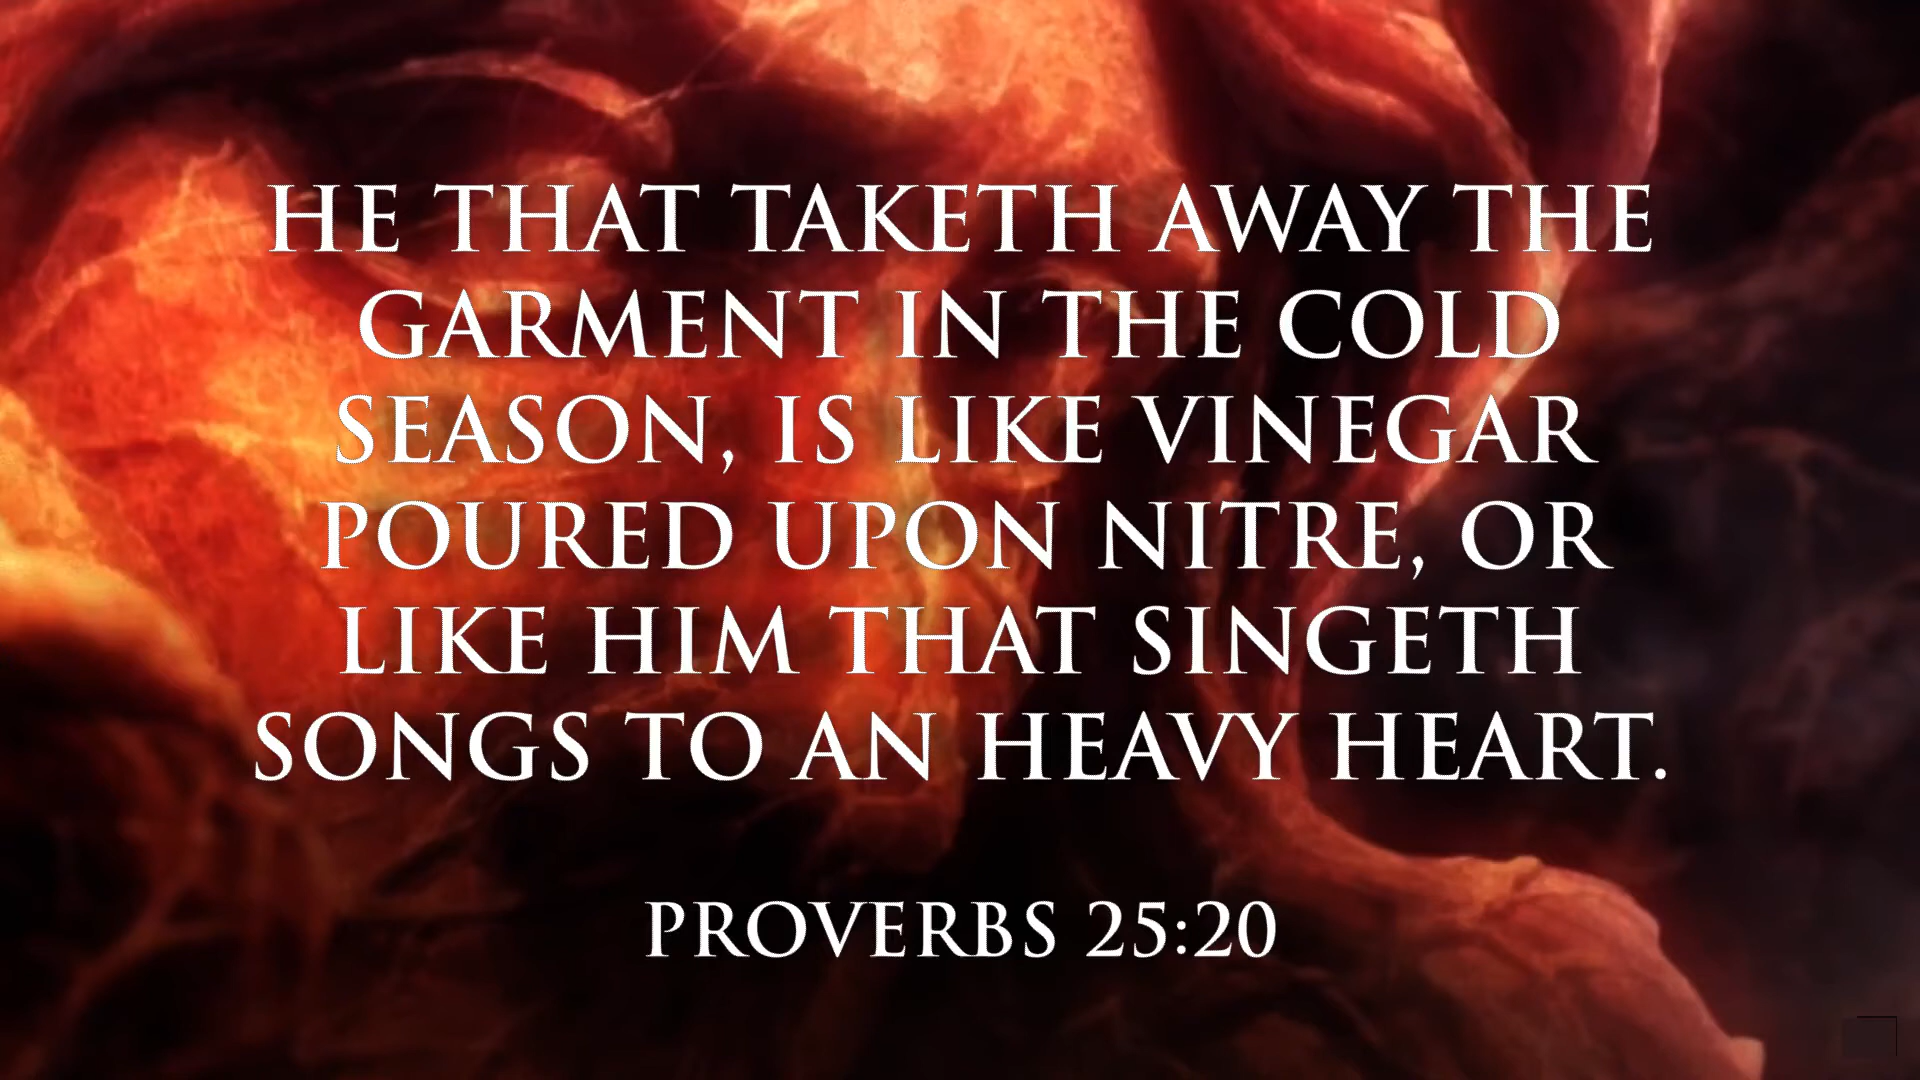 HE THAT TAKETH AWAY THE
GARMENT IN THE COLD
SEASON, IS LIKE VINEGAR
POURED UPON NITRE, OR
LIKE HIM THAT SINGETH
SONGS TO AN HEAVY HEART.
PROVERBS 25:20